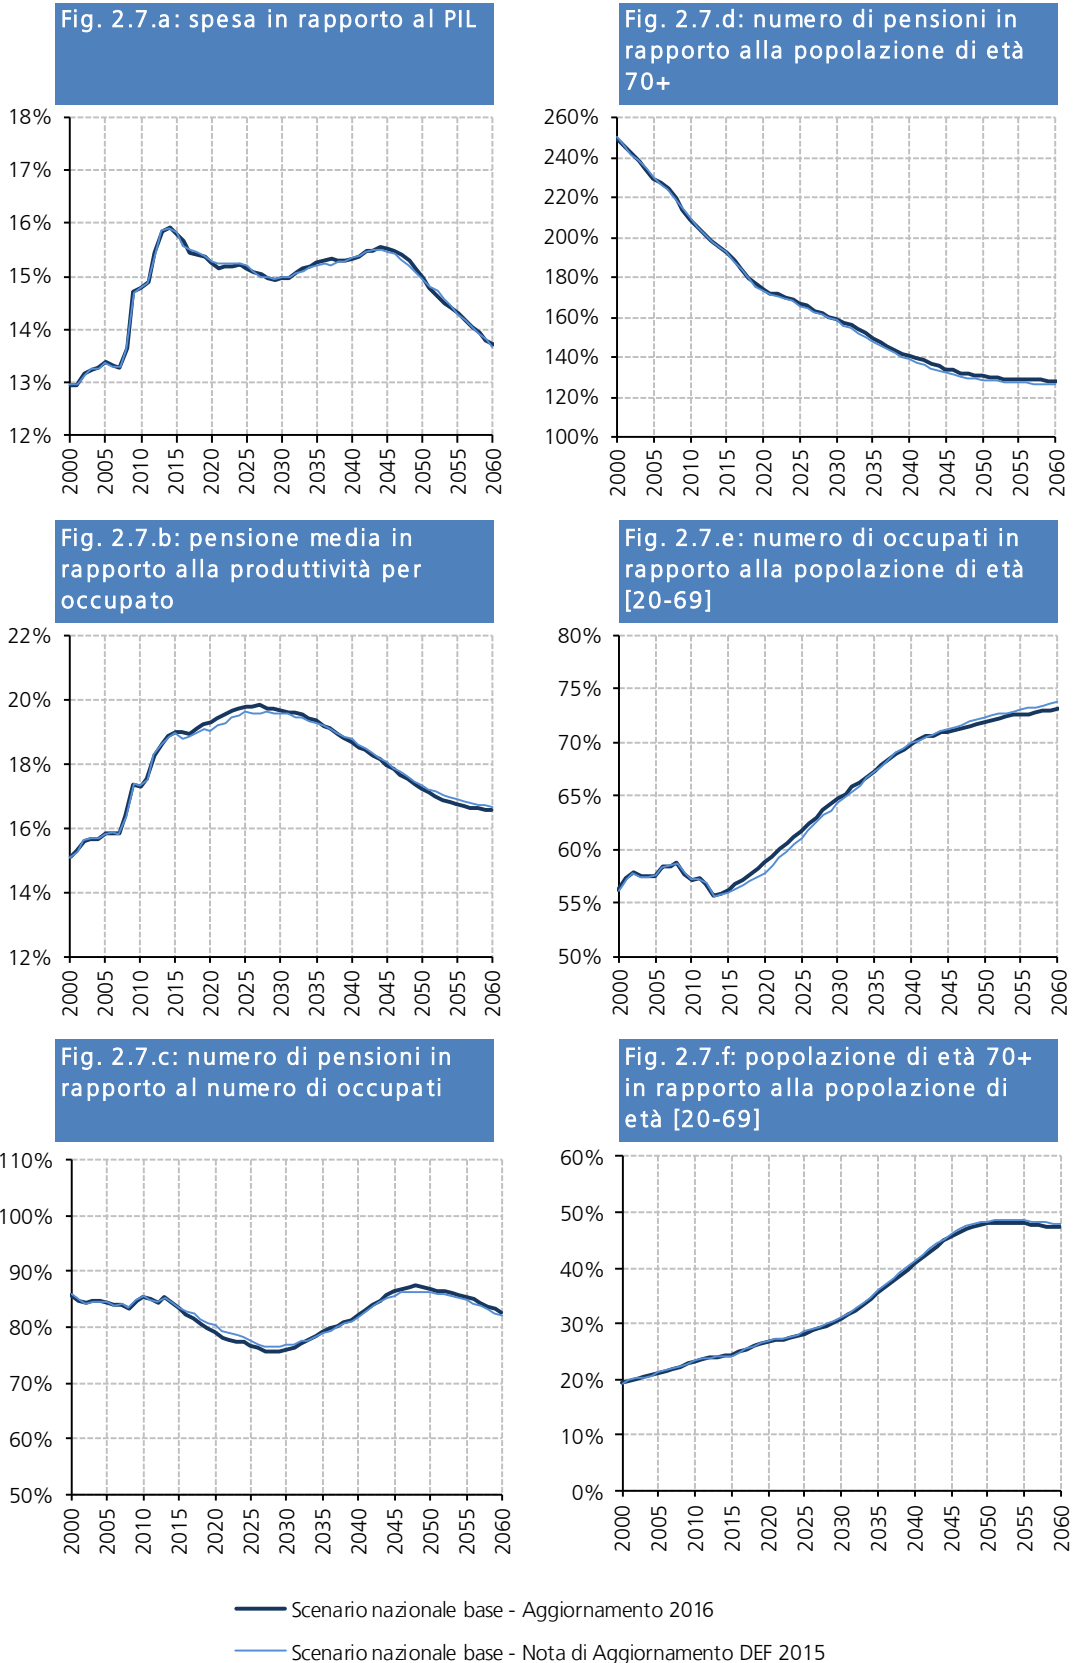 Fig. 2.7.a: spesa in rapporto al PIL
18%
17%
16%
15%
14%
13%
12%
2000 2005 2010 2015 2020 2025 2030 2035 2040 2045 2050 2055 2060
Fig. 2.7.d: numero di pensioni in
rapporto alla popolazione di età
70+
260%
240%
220%
200%
180%
160%
140%
120%
100%
2000 2005 2010 2015 2020 2025 2030 2035 2040 2045 2050 2055 2060
Fig. 2.7.b: pensione media in
rapporto alla produttività per
occupato
22%
20%
18%
16%
14%
12%
2000 2005 2010 2015 2020 2025 2030 2035 2040 2045 2050 2055 2060
Fig. 2.7.e: numero di occupati in
rapporto alla popolazione di età
[20-69]
80%
75%
70%
65%
60%
55%
50%
2000 2005 2010 2015 2020 2025 2030 2035 2040 2045 2050 2055 2060
Fig. 2.7.c: numero di pensioni in
rapporto al numero di occupati
110%
100%
90%
80%
70%
60%
50%
2000 2005 2010 2015 2020 2025 2030 2035 2040 2045 2050 2055 2060
Fig. 2.7.f: popolazione di età 70+
in rapporto alla popolazione di
età [20-69]
60%
50%
40%
30%
20%
10%
0%
2000 2005 2010 2015 2020 2025 2030 2035 2040 2045 2050 2055 2060
Scenario nazionale base - Aggiornamento 2016
Scenario nazionale base - Nota di Aggiornamento DEF 2015